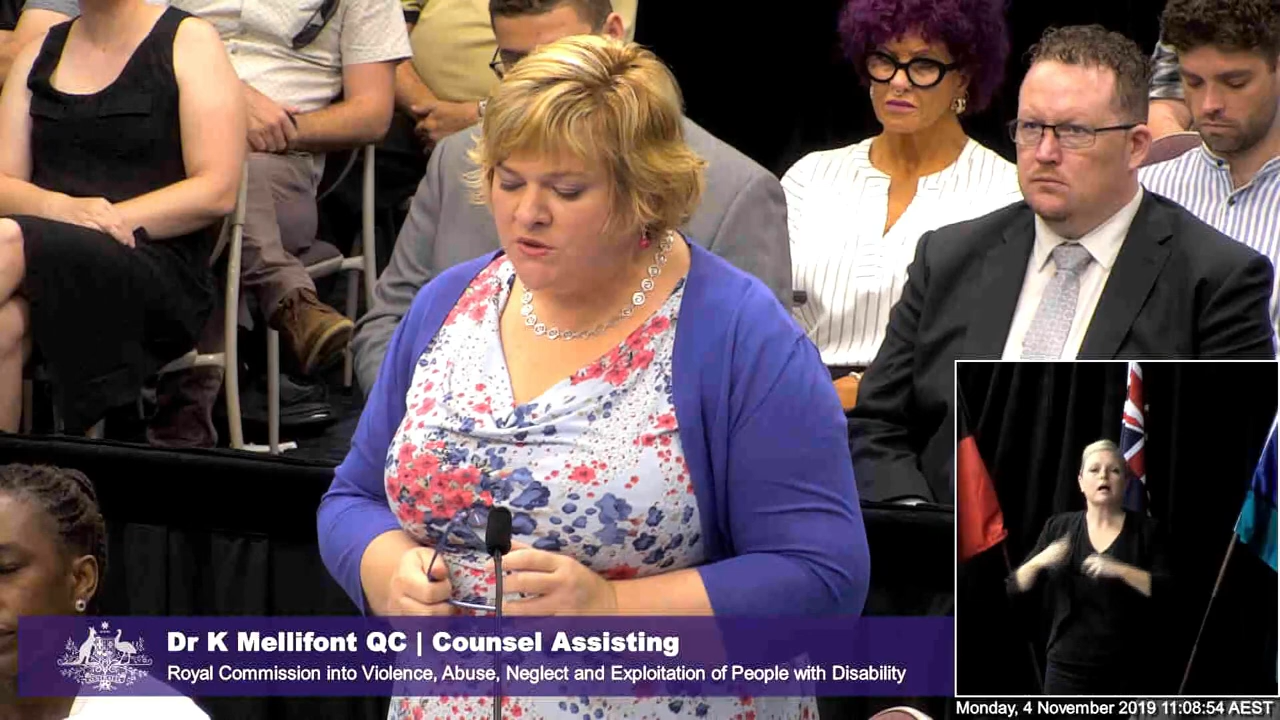 Dr K Mellifont QC | Counsel Assisting
Royal Commission into Violence, Abuse, Neglect and Exploitation of People with Disability
Monday, 4 November 2019 11:08:54 AEST